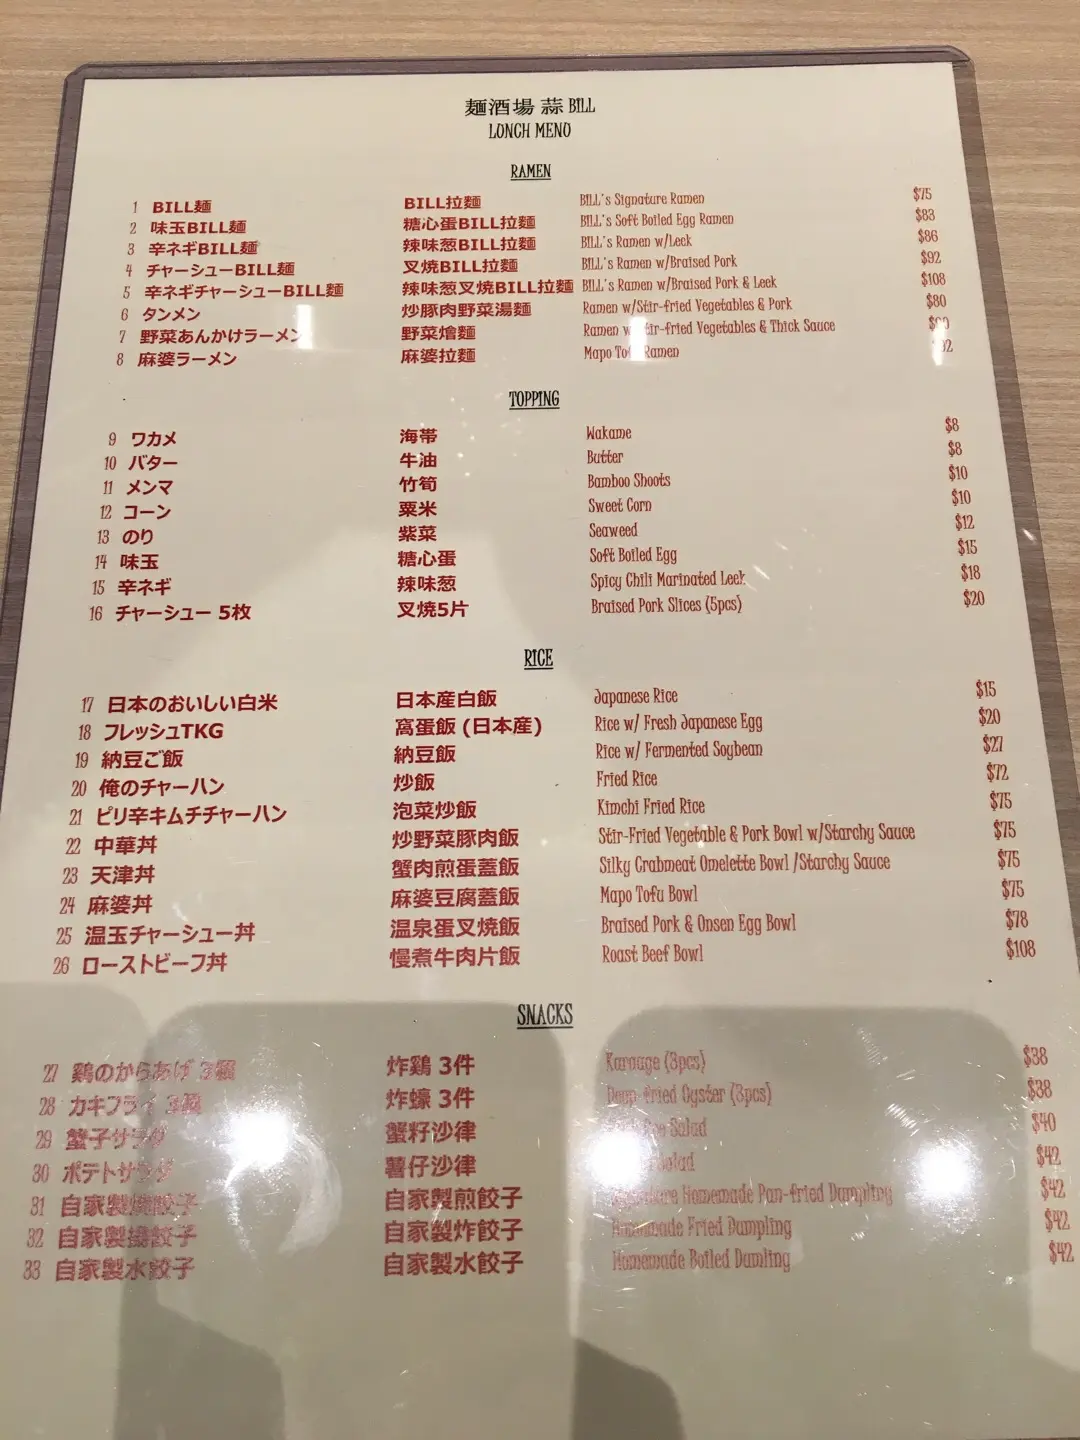 麺酒場 蒜 BILL
LUNCH MENU
RAMEN
1 BILL麺 BILL拉麵 BILL's Signature Ramen $75
2 味玉BILL麺 糖心蛋BILL拉麵 BILL's Soft Boiled Egg Ramen $83
3 辛ネギBILL麺 辣味葱BILL拉麵 BILL's Ramen w/Leek $86
4 チャーシューBILL麺 叉焼BILL拉麵 BILL's Ramen w/Braised Pork $92
5 辛ネギチャーシューBILL麺 辣味葱叉焼BILL拉麵 BILL's Ramen w/Braised Pork & Leek $108
6 タンメン 炒豚肉野菜湯麵 Ramen w/Stir-fried Vegetables & Pork $80
7 野菜あんかけラーメン 野菜燴麵 Ramen w/Stir-fried Vegetables & Thick Sauce
8 麻婆ラーメン 麻婆拉麵 Mapo Tofu Ramen
TOPPING
9 ワカメ 海帯 Wakame $8
10 バター 牛油 Butter $8
11 メンマ 竹筍 Bamboo Shoots $10
12 コーン 粟米 Sweet Corn $10
13 のり 紫菜 Seaweed $12
14 味玉 糖心蛋 Soft Boiled Egg $15
15 辛ネギ 辣味葱 Spicy Chili Marinated Leek $18
16 チャーシュー 5枚 叉焼5片 Braised Pork Slices (5pcs) $20
RICE
17 日本のおいしい白米 日本産白飯 Japanese Rice $15
18 フレッシュTKG 窩蛋飯 (日本産) Rice w/ Fresh Japanese Egg $20
19 納豆ご飯 納豆飯 Rice w/ Fermented Soybean $27
20 俺のチャーハン 炒飯 Fried Rice $72
21 ピリ辛キムチチャーハン 泡菜炒飯 Kimchi Fried Rice $75
22 中華丼 炒野菜豚肉飯 Stir-Fried Vegetable & Pork Bowl w/Starchy Sauce $75
23 天津丼 蟹肉煎蛋蓋飯 Silky Crabmeat Omelette Bowl /Starchy Sauce $75
24 麻婆丼 麻婆豆腐蓋飯 Mapo Tofu Bowl $75
25 温玉チャーシュー丼 温泉蛋叉焼飯 Braised Pork & Onsen Egg Bowl $78
26 ローストビーフ丼 慢煮牛肉片飯 Roast Beef Bowl $108
SNACKS
27 鶏のからあげ 3個 炸鶏 3件 Karaage (3pcs) $38
28 カキフライ 3個 炸蠔 3件 Deep-fried Oyster (3pcs) $38
29 蟹子サラダ 蟹籽沙律 Salad $40
30 ポテトサラダ 薯仔沙律 Salad $42
31 自家製焼餃子 自家製煎餃子 Signature Homemade Pan-fried Dumpling $42
32 自家製揚餃子 自家製炸餃子 Homemade Fried Dumpling $42
33 自家製水餃子 自家製水餃子 Homemade Boiled Dumling $42